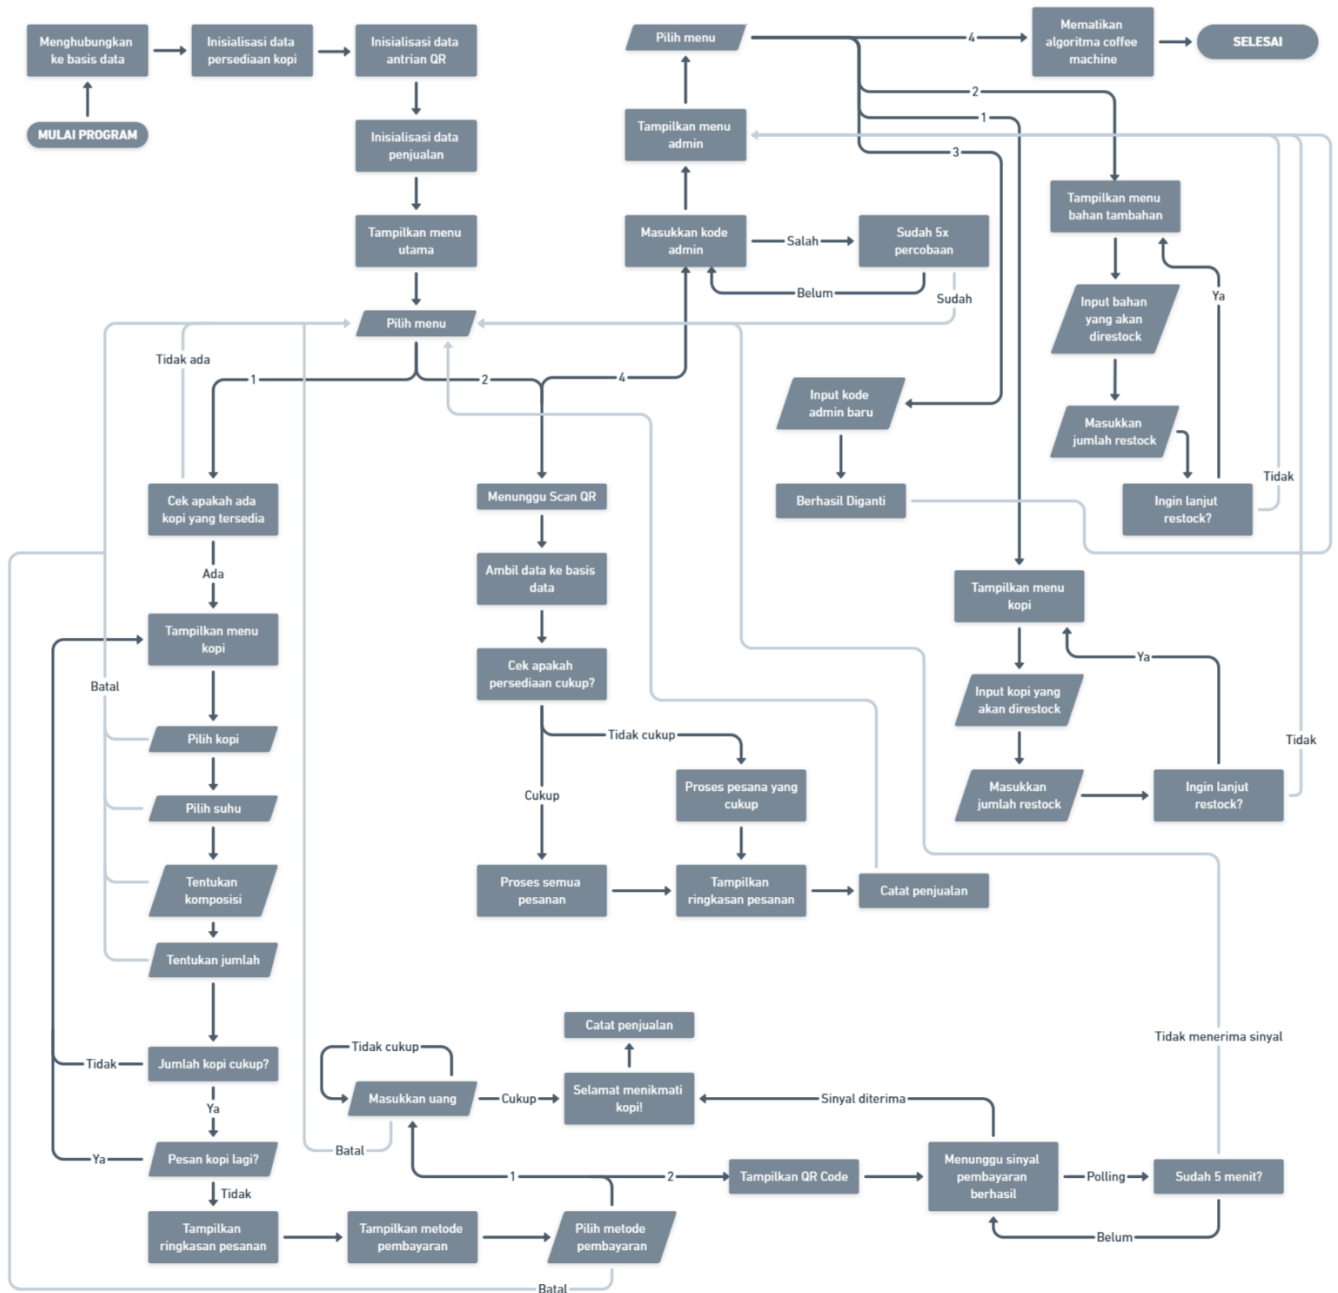 Menghubungkan
ke basis data
Inisialisasi data
persediaan kopi
Inisialisasi data
antrian QR
MULAI PROGRAM
Inisialisasi data
penjualan
Tampilkan menu
utama
Pilih menu
Tidak ada
1
2
4
Pilih menu
4
Mematikan
algoritma coffee
machine
SELESAI
2
1
3
Tampilkan menu
admin
Masukkan kode
admin
Salah
Sudah 5x
percobaan
Belum
Sudah
Tampilkan menu
bahan tambahan
Input bahan
yang akan
direstock
Ya
Masukkan
jumlah restock
Ingin lanjut
restock?
Tidak
Input kode
admin baru
Berhasil Diganti
Tampilkan menu
kopi
Ya
Input kopi yang
akan direstock
Masukkan
jumlah restock
Ingin lanjut
restock?
Tidak
Cek apakah ada
kopi yang tersedia
Ada
Tampilkan menu
kopi
Batal
Pilih kopi
Pilih suhu
Tentukan
komposisi
Tentukan jumlah
Jumlah kopi cukup?
Tidak
Ya
Pesan kopi lagi?
Ya
Tidak
Tampilkan
ringkasan pesanan
Tampilkan metode
pembayaran
Pilih metode
pembayaran
Batal
Menunggu Scan QR
Ambil data ke basis
data
Cek apakah
persediaan cukup?
Tidak cukup
Cukup
Proses pesana yang
cukup
Proses semua
pesanan
Tampilkan
ringkasan pesanan
Catat penjualan
Catat penjualan
Tidak cukup
Masukkan uang
Cukup
Selamat menikmati
kopi!
Batal
1
2
Sinyal diterima
Tampilkan QR Code
Menunggu sinyal
pembayaran
berhasil
Polling
Sudah 5 menit?
Belum
Tidak menerima sinyal